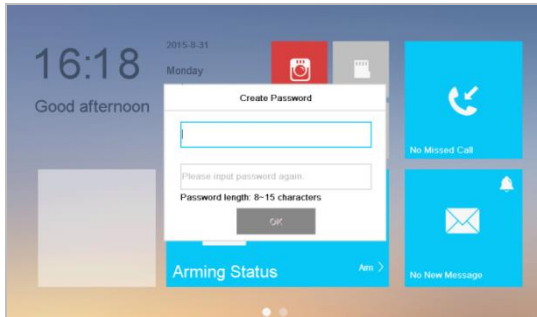 16:18
2015-8-31
Monday
Good afternoon
Create Password
Please input password again.
Password length: 8~15 characters
OK
No Missed Call
Arming Status
Am >
No New Message